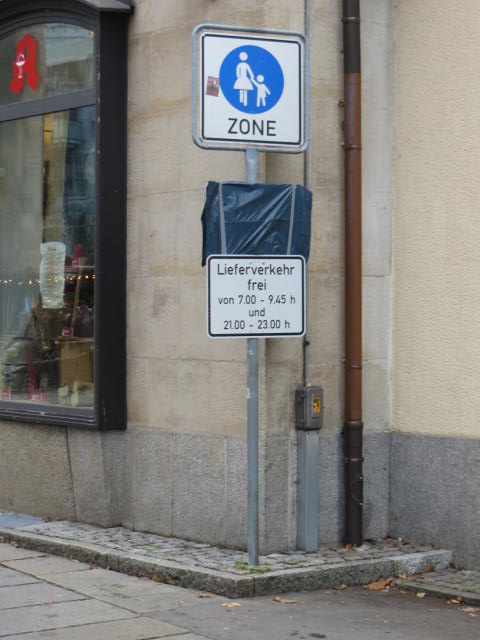 ZONE
Lieferverkehr
frei
von 7.00 - 9.45 h
und
21.00 - 23.00 h